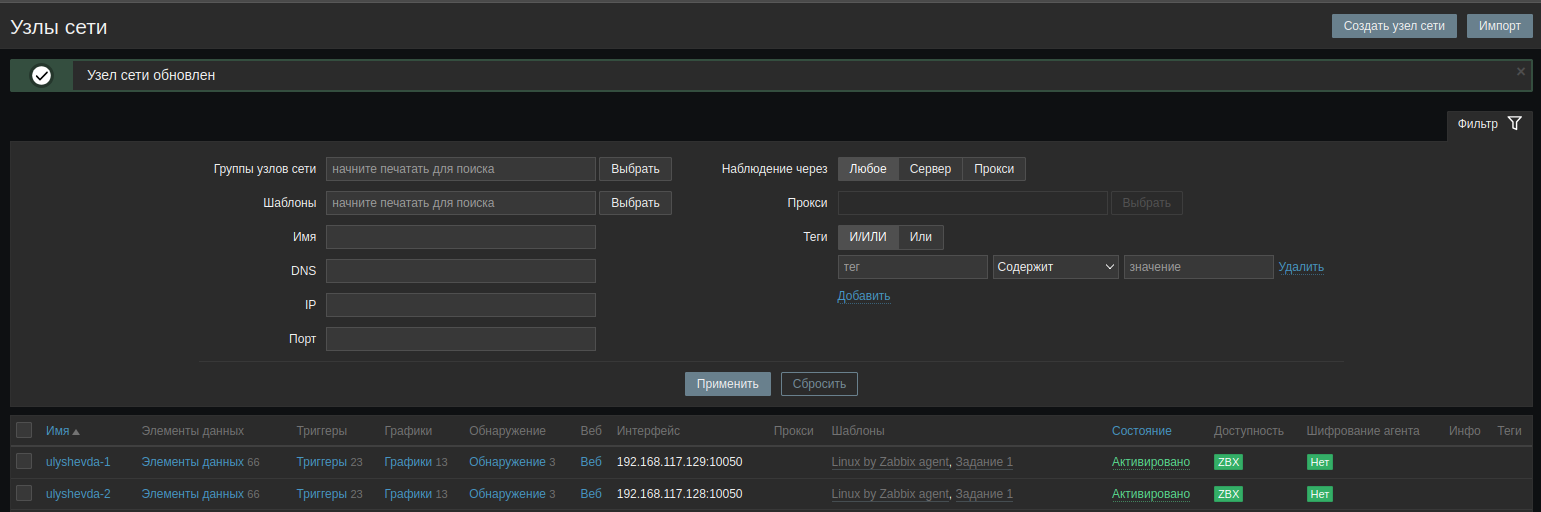 Узлы сети
Создать узел сети Импорт
Узел сети обновлен
Фильтр
Группы узлов сети начните печатать для поиска Выбрать Наблюдение через Любое Сервер Прокси
Шаблоны начните печатать для поиска Выбрать Прокси Выбрать
Имя Теги И/ИЛИ Или
DNS тег Содержит значение Удалить
IP Добавить
Порт
Применить Сбросить
Имя Элементы данных Триггеры Графики Обнаружение Веб Интерфейс Прокси Шаблоны Состояние Доступность Шифрование агента Инфо Теги
ulyshevda-1 Элементы данных 66 Триггеры 23 Графики 13 Обнаружение 3 Веб 192.168.117.129:10050 Linux by Zabbix agent, Задание 1 Активировано ZBX Нет
ulyshevda-2 Элементы данных 66 Триггеры 23 Графики 13 Обнаружение 3 Веб 192.168.117.128:10050 Linux by Zabbix agent, Задание 1 Активировано ZBX Нет